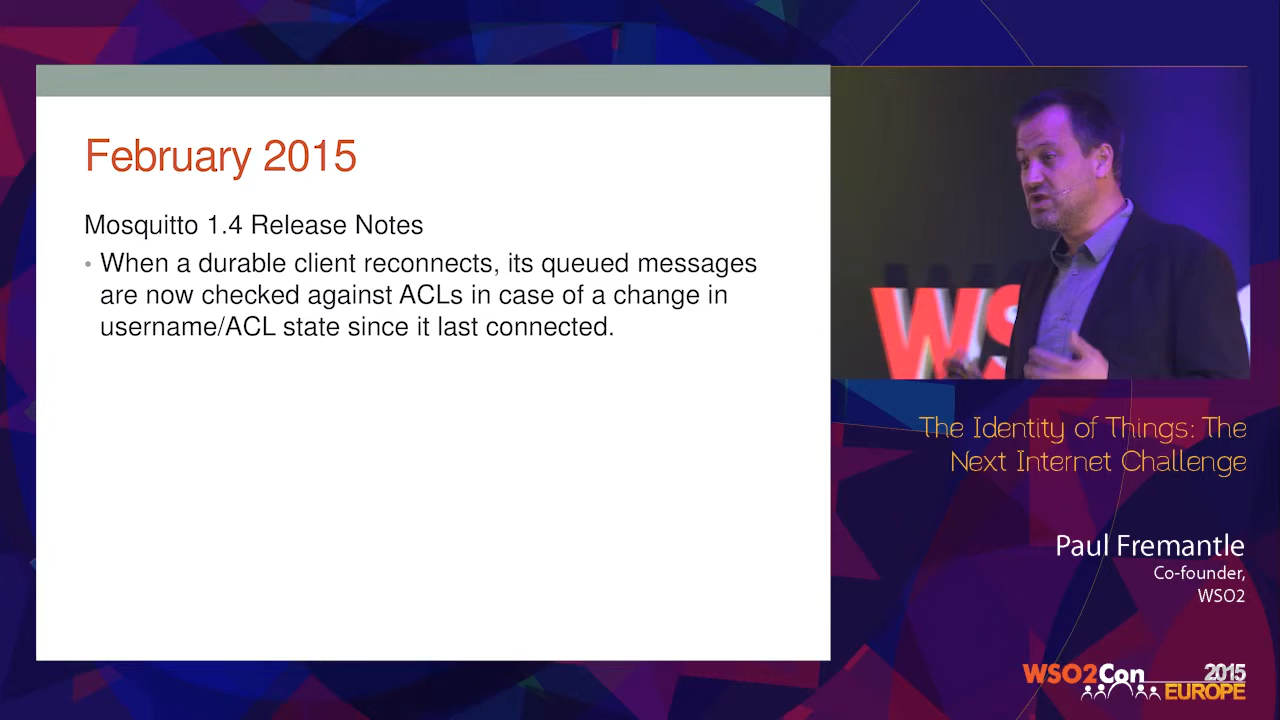 February 2015
Mosquitto 1.4 Release Notes
• When a durable client reconnects, its queued messages
are now checked against ACLs in case of a change in
username/ACL state since it last connected.
WS
The Identity of Things: The
Next Internet Challenge
Paul Fremantle
Co-founder,
WSO2
WSO2Con 2015
EUROPE